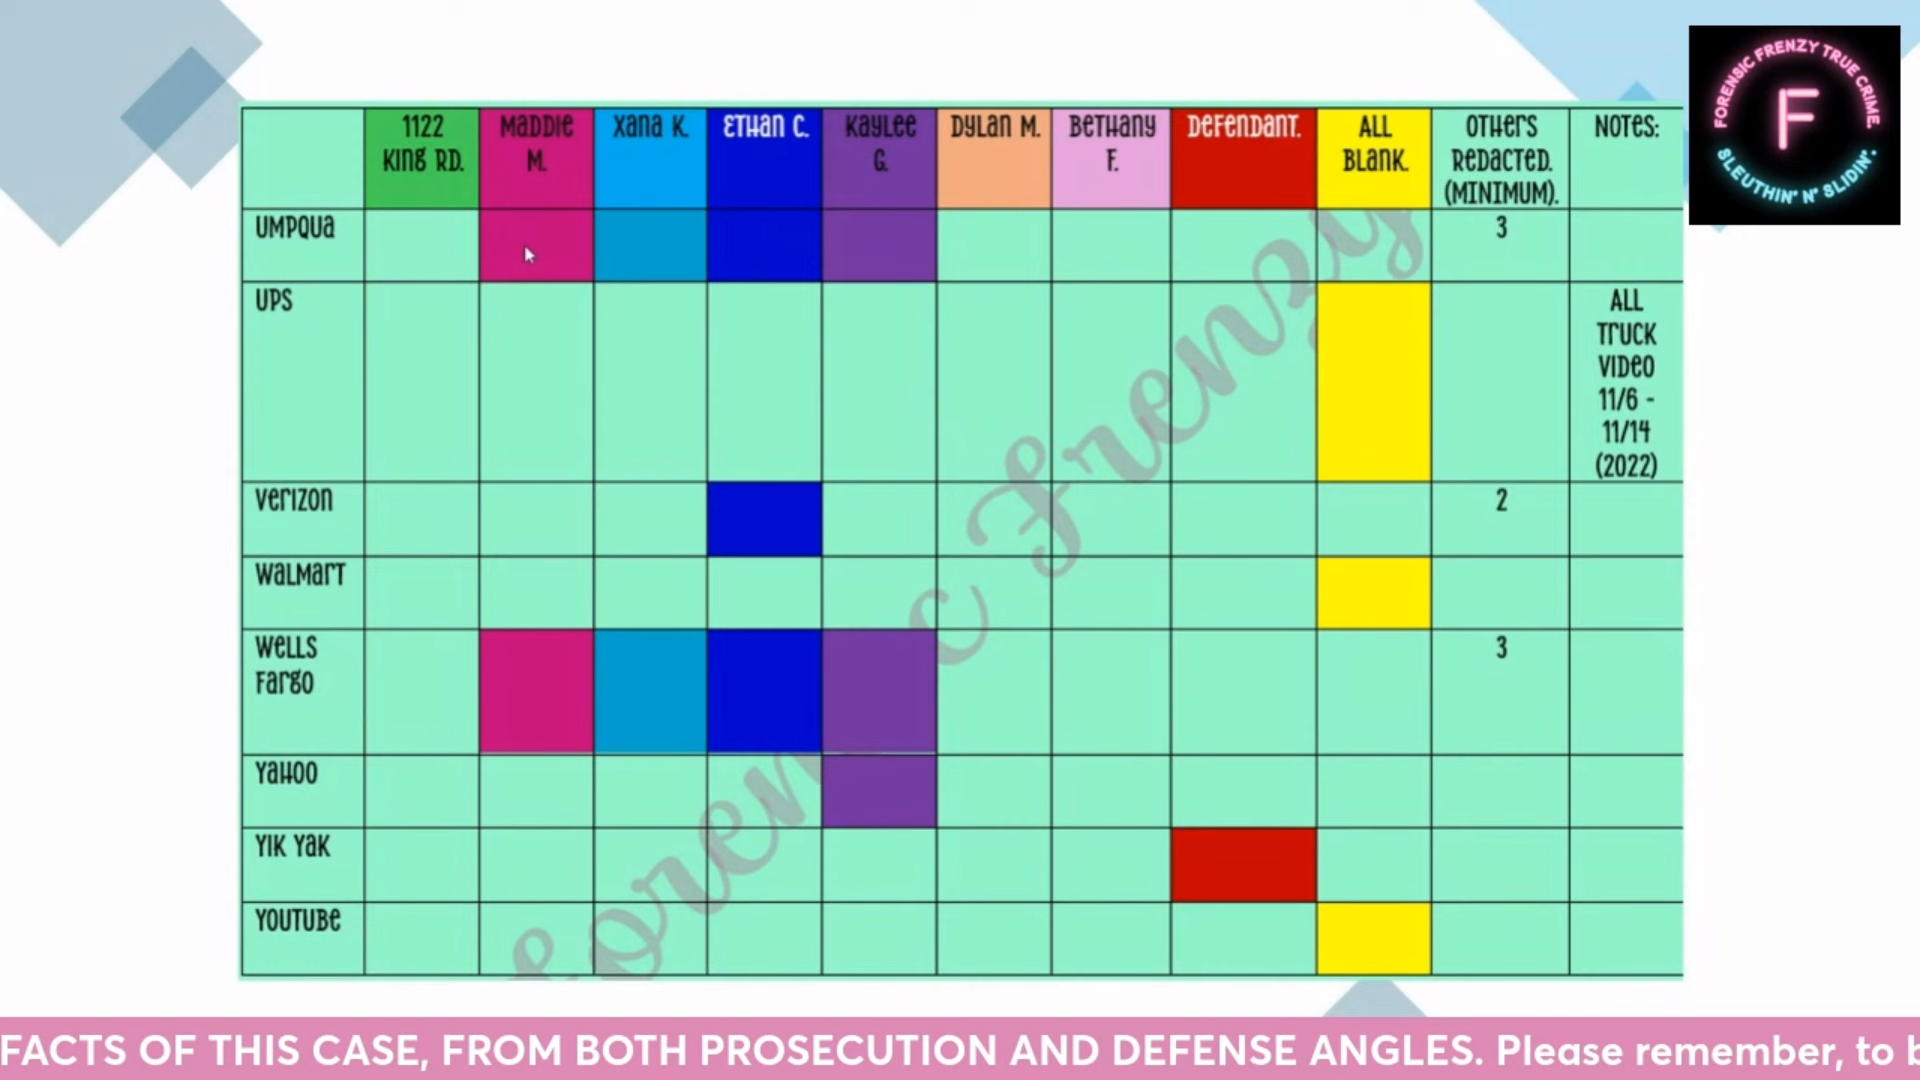 FORENSIC FRENZY TRUE CRIME.
F
SLEUTHIN' N' SLIDIN'.
1122 KING RD.
MADDIE M.
XANA K.
ETHAN C.
KAYLEE G.
DYLAN M.
BETHANY F.
DEFENDANT.
ALL BLANK.
OTHERS REDACTED. (MINIMUM).
NOTES:
UMPQUA
3
UPS
ALL
TRUCK
VIDEO
11/6 -
11/14
(2022)
VERIZON
2
WALMART
WELLS
FARGO
3
YAHOO
YIK YAK
YOUTUBE
Forensic Frenzy
FACTS OF THIS CASE, FROM BOTH PROSECUTION AND DEFENSE ANGLES. Please remember, to b